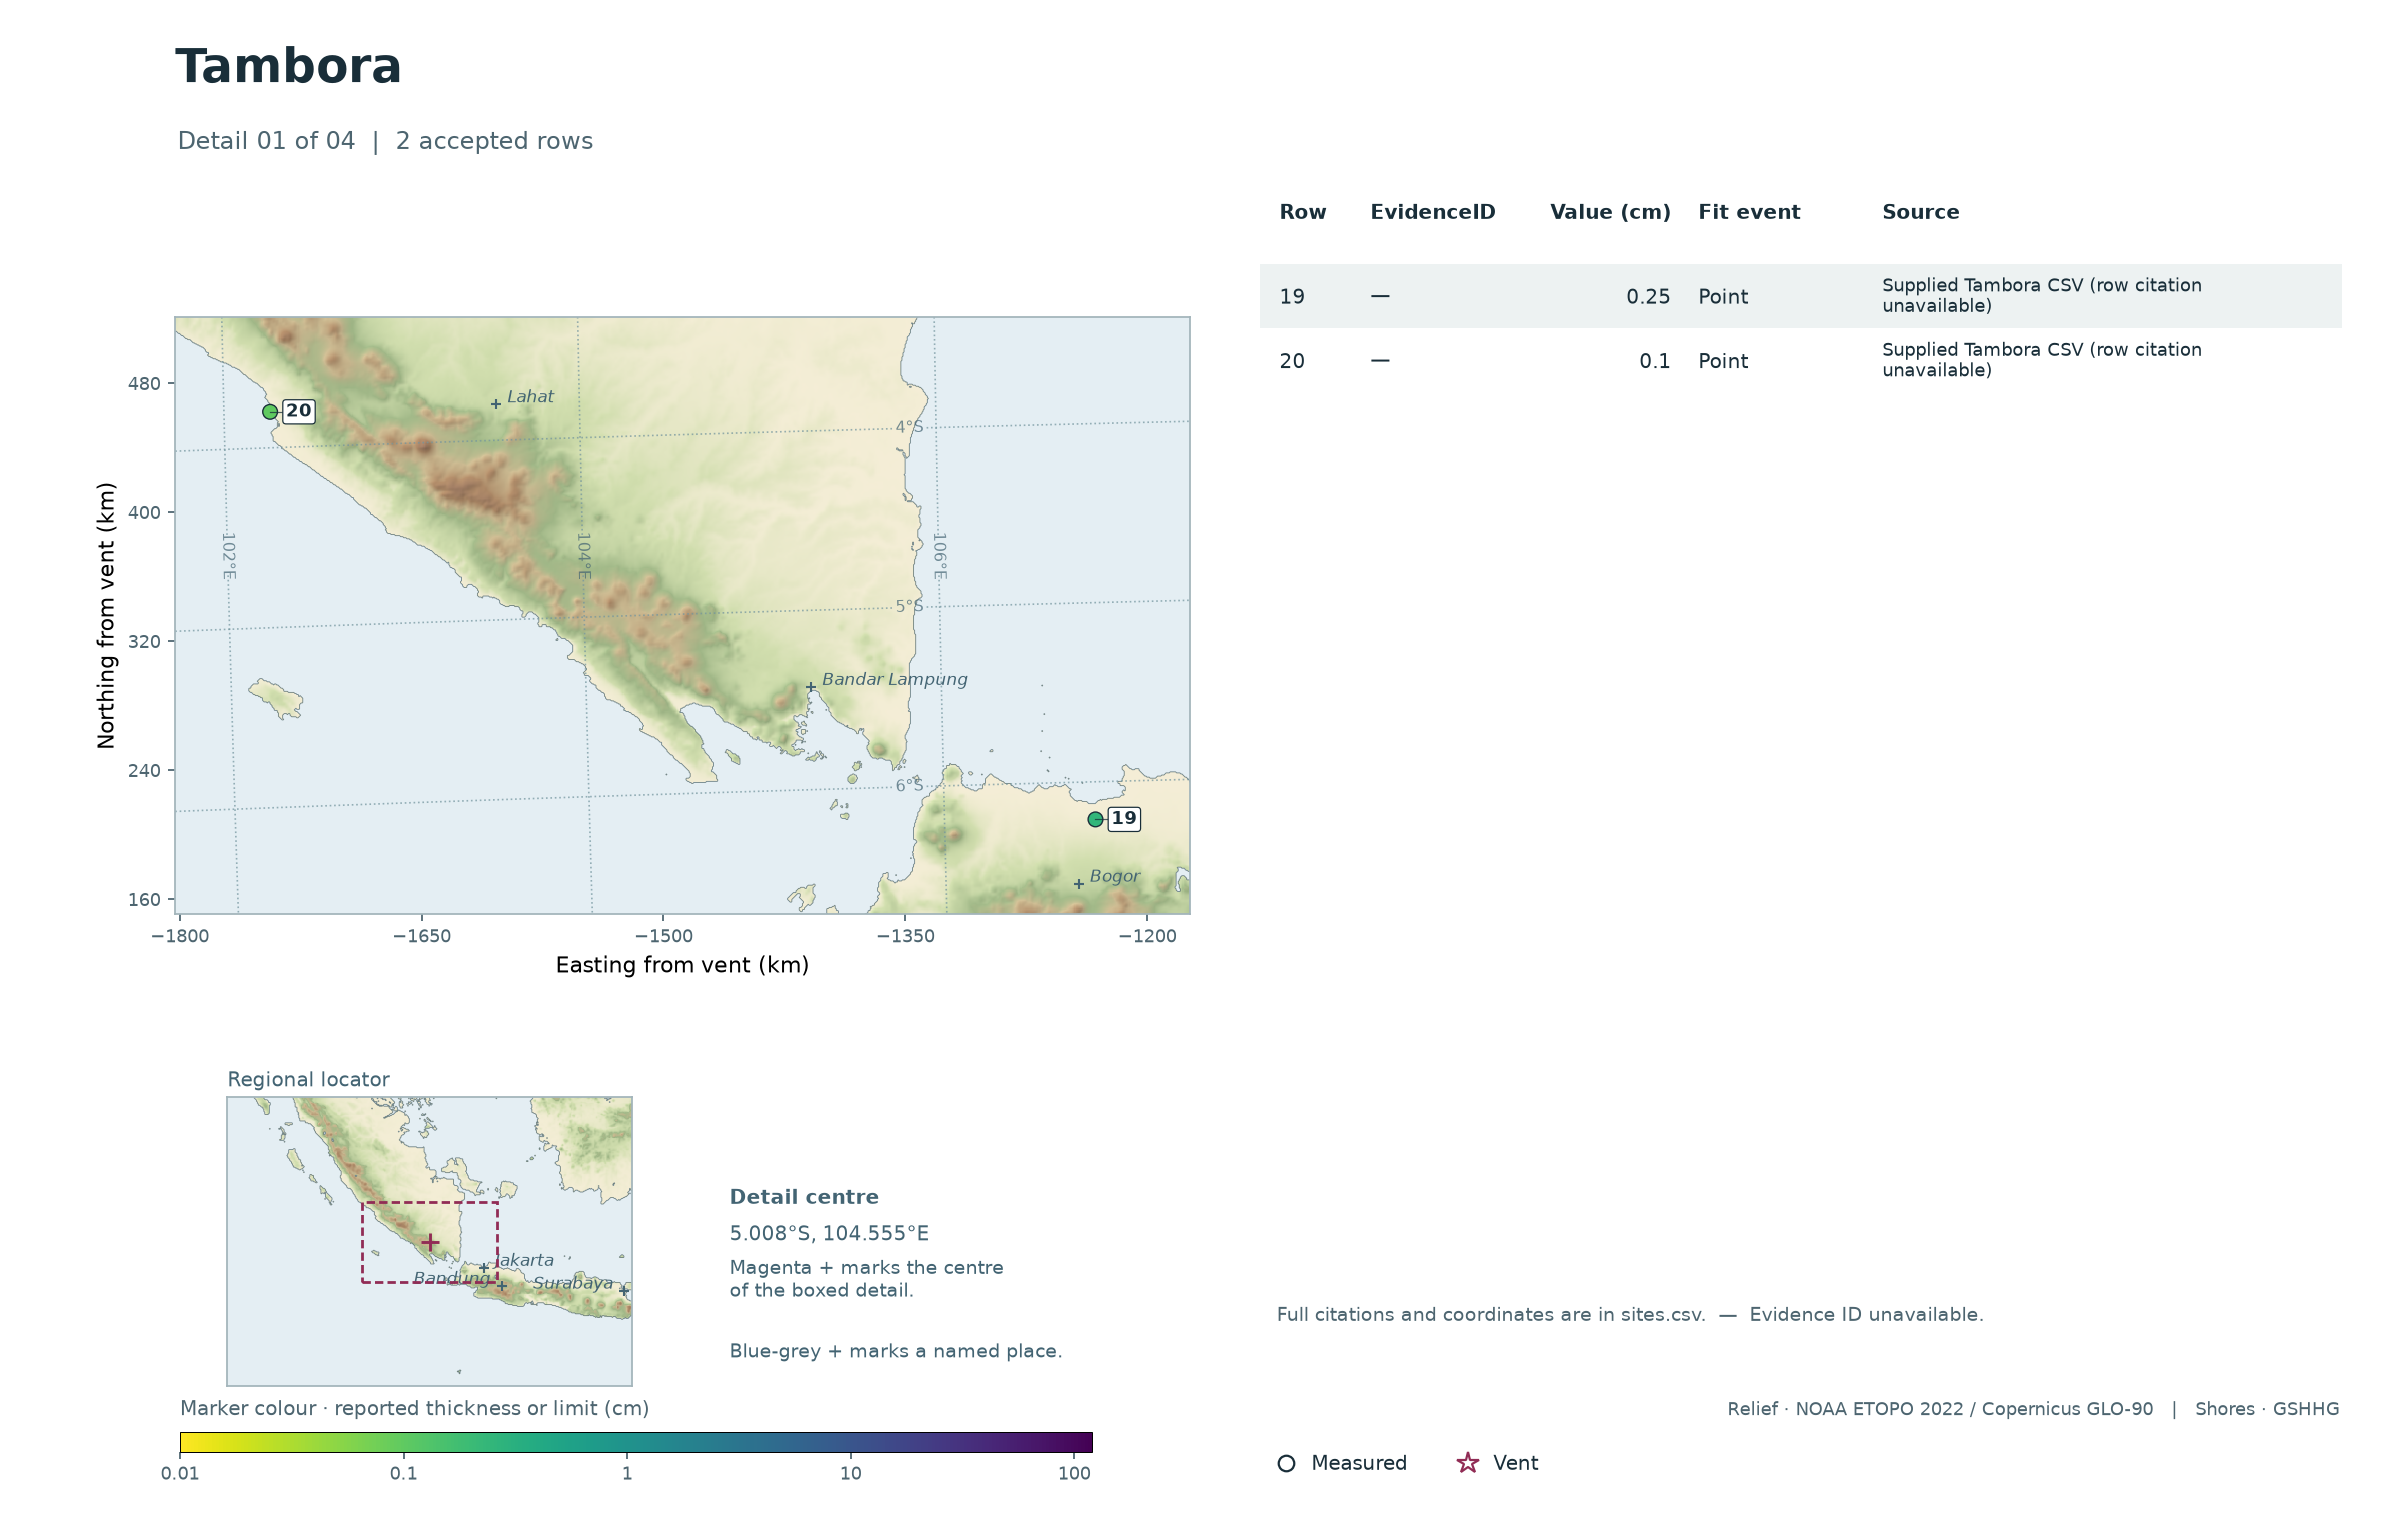 Tambora
Detail 01 of 04 | 2 accepted rows
Row EvidenceID Value (cm) Fit event Source
19 — 0.25 Point Supplied Tambora CSV (row citation
unavailable)
20 — 0.1 Point Supplied Tambora CSV (row citation
unavailable)
480
400
320
240
160
Northing from vent (km)
20
Lahat
4°S
102°E
104°E
106°E
5°S
Bandar Lampung
6°S
19
Bogor
−1800 −1650 −1500 −1350 −1200
Easting from vent (km)
Regional locator
Jakarta
Bandung
Surabaya
Detail centre
5.008°S, 104.555°E
Magenta + marks the centre
of the boxed detail.
Blue-grey + marks a named place.
Full citations and coordinates are in sites.csv. — Evidence ID unavailable.
Marker colour · reported thickness or limit (cm)
0.01 0.1 1 10 100
Relief · NOAA ETOPO 2022 / Copernicus GLO-90 | Shores · GSHHG
Measured Vent